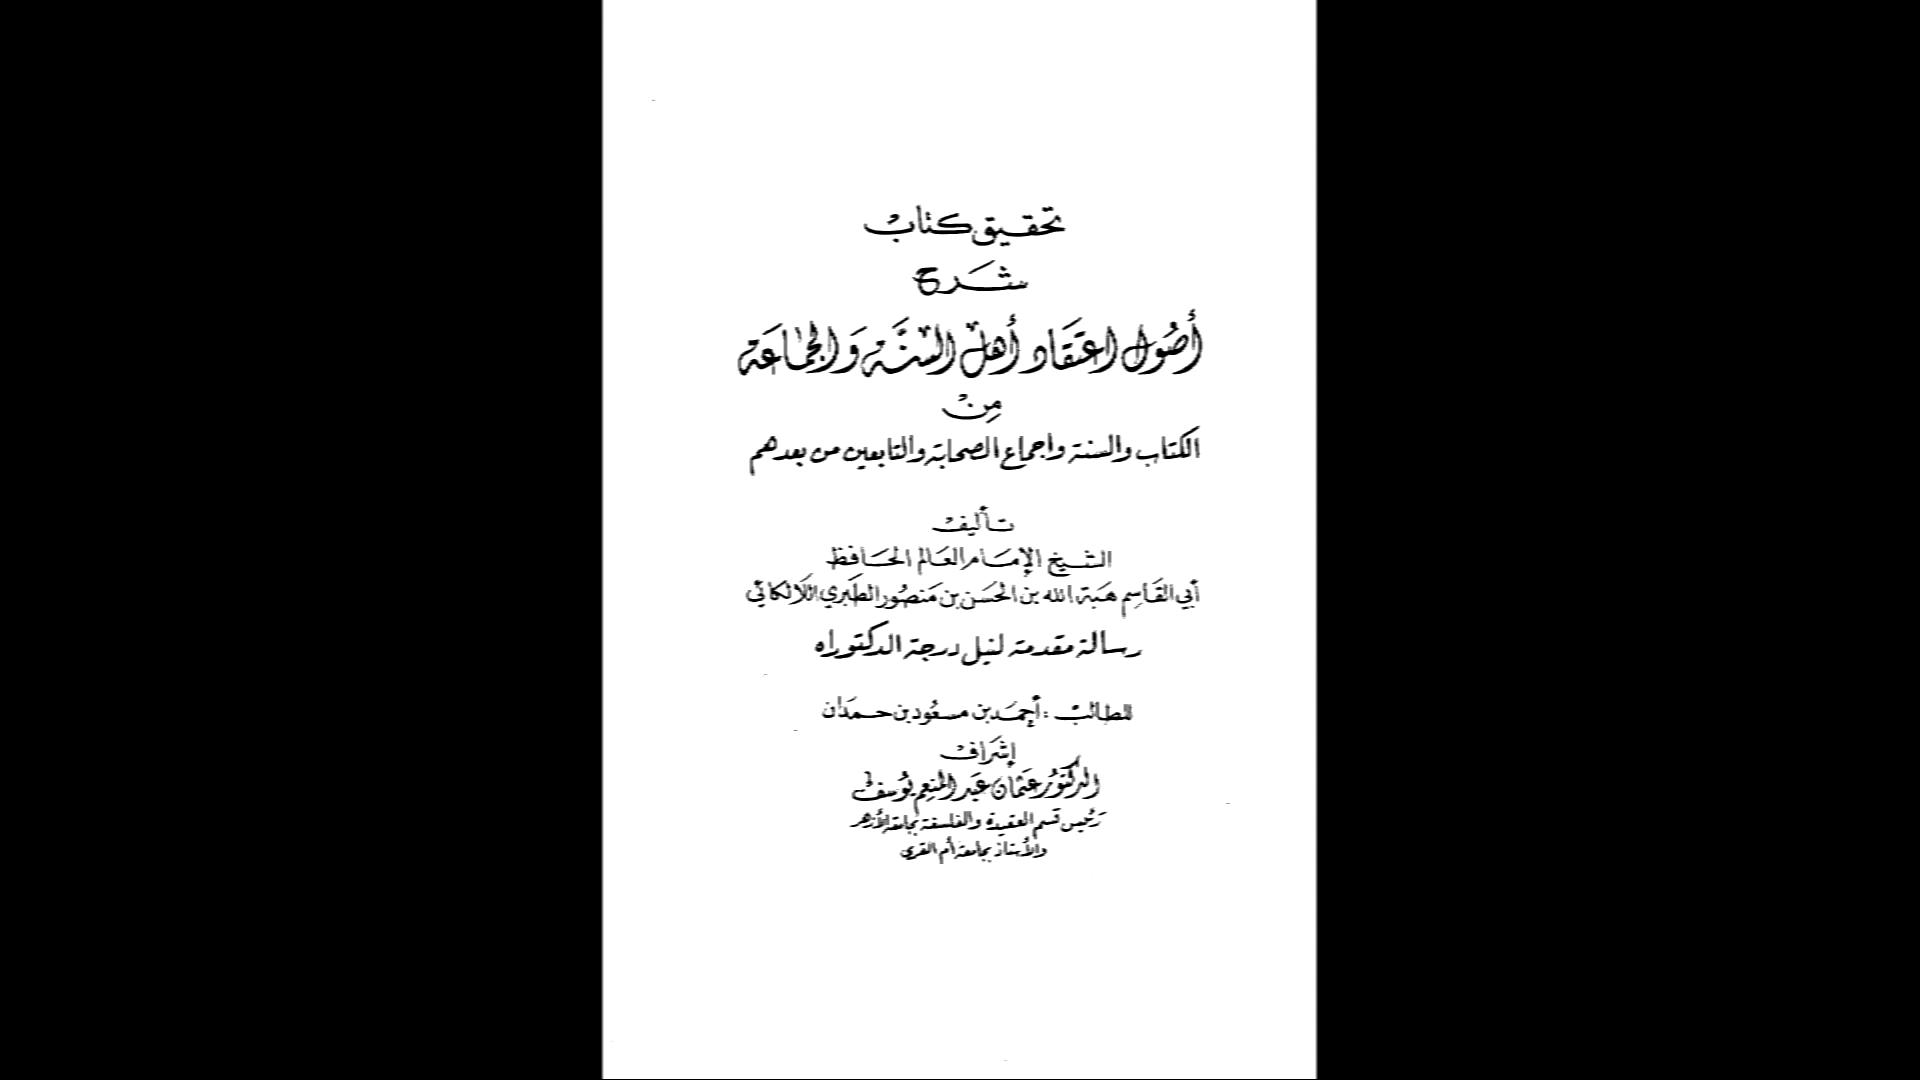 تحقيق كتاب
شرح
أصول اعتقاد أهل السنة والجماعة
من
الكتاب والسنة واجماع الصحابة والتابعين من بعدهم
تأليف
الشيخ الإمام العالم الحافظ
أبي القاسم هبة الله بن الحسن بن منصور الطبري اللالكائي
رسالة مقدمة لنيل درجة الدكتوراه
للطالب : أحمد بن مسعود بن حمدان
إشراف
الدكتور عثمان عبد المنعم يوسف
رئيس قسم العقيدة والفلسفة بجامعة الأزهر
والأستاذ بجامعة أم القرى